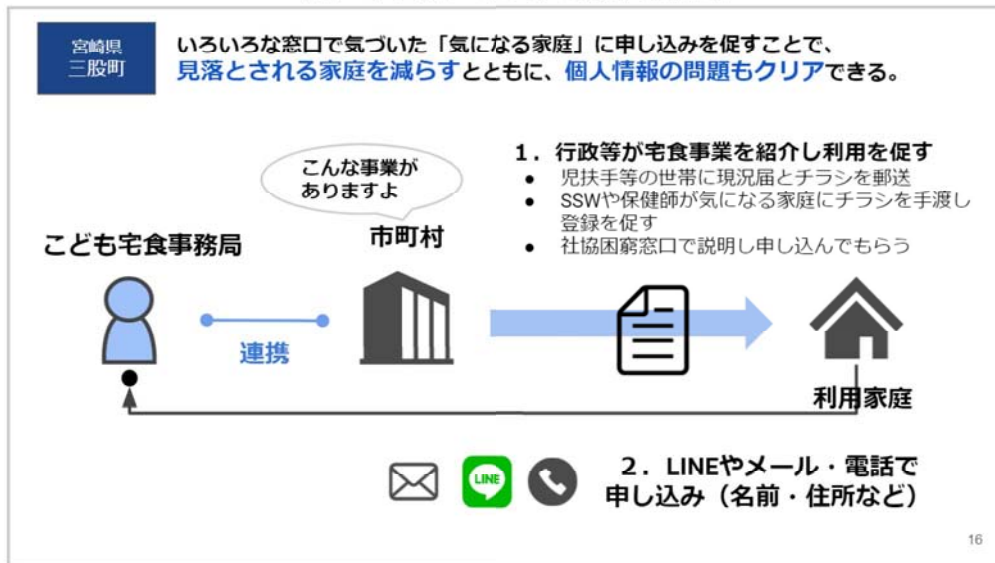 宮崎県
三股町
いろいろな窓口で気づいた「気になる家庭」に申し込みを促すことで、
見落とされる家庭を減らすとともに、個人情報の問題もクリアできる。
こんな事業が
ありますよ
1．行政等が宅食事業を紹介し利用を促す
● 児扶手等の世帯に現況届とチラシを郵送
● SSWや保健師が気になる家庭にチラシを手渡し
登録を促す
● 社協困窮窓口で説明し申し込んでもらう
こども宅食事務局
市町村
連携
利用家庭
LINE
2．LINEやメール・電話で
申し込み（名前・住所など）
16